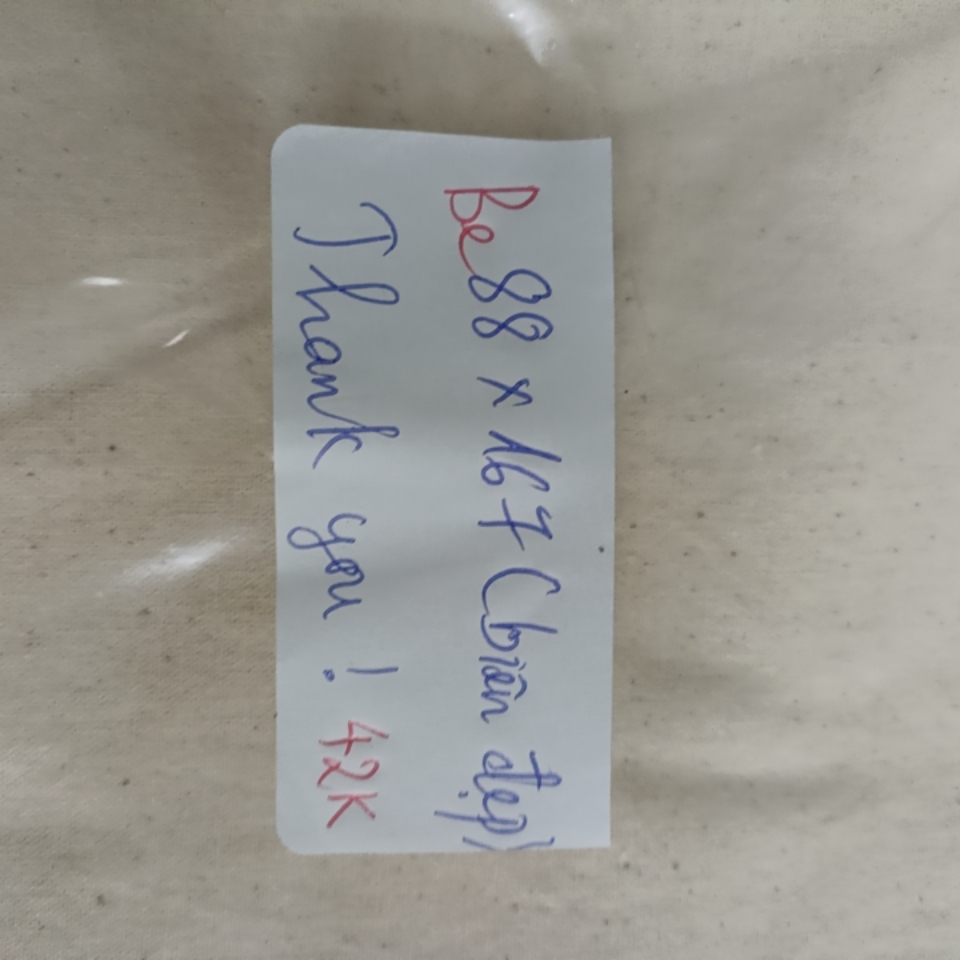 Be 88 x 167 (biên đẹp)
Thank you ! 42K